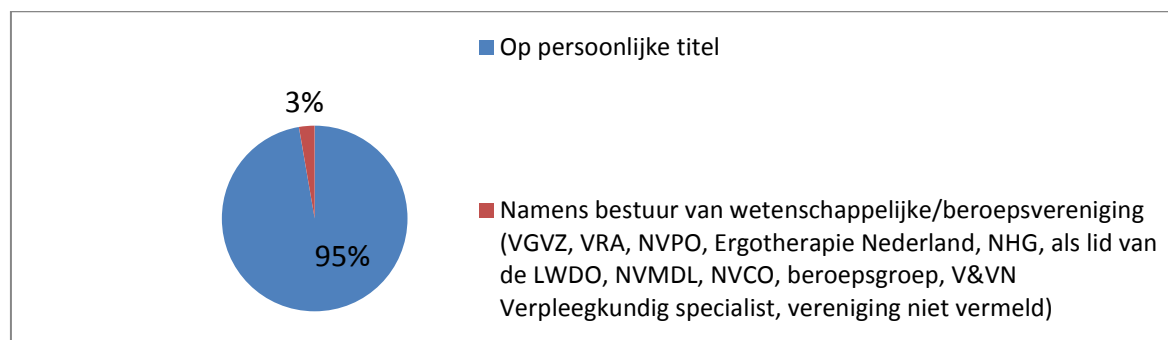 Op persoonlijke titel
3%
95%
Namens bestuur van wetenschappelijke/beroepsvereniging
(VGVZ, VRA, NVPO, Ergotherapie Nederland, NHG, als lid van
de LWDO, NVMDL, NVCO, beroepsgroep, V&VN
Verpleegkundig specialist, vereniging niet vermeld)